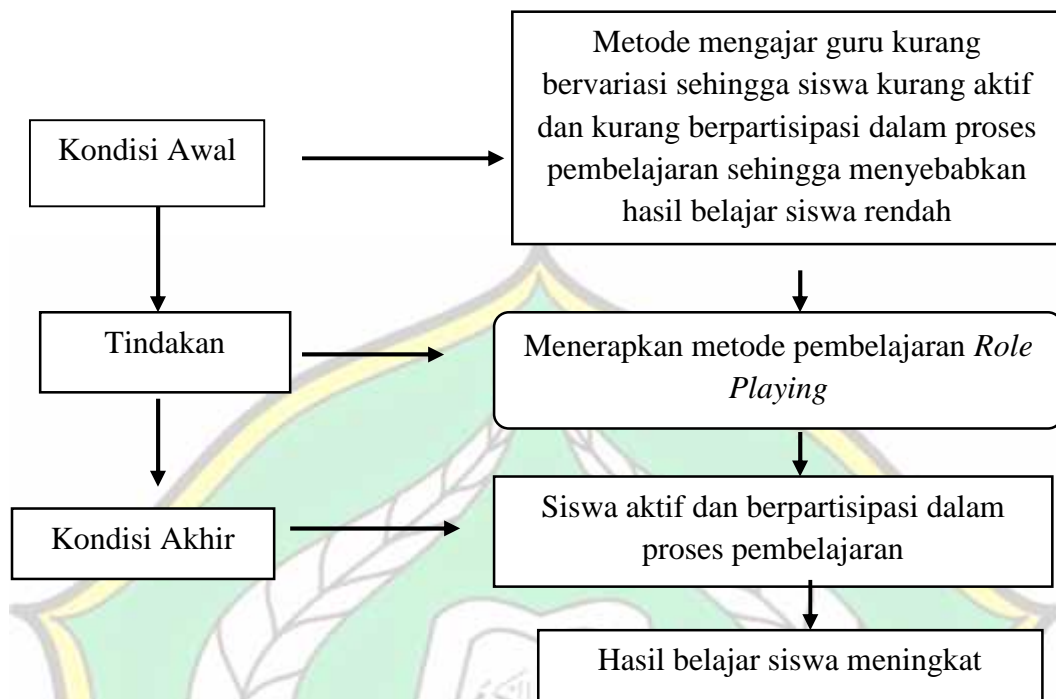 Kondisi Awal
Metode mengajar guru kurang
bervariasi sehingga siswa kurang aktif
dan kurang berpartisipasi dalam proses
pembelajaran sehingga menyebabkan
hasil belajar siswa rendah
Tindakan
Menerapkan metode pembelajaran Role
Playing
Kondisi Akhir
Siswa aktif dan berpartisipasi dalam
proses pembelajaran
Hasil belajar siswa meningkat